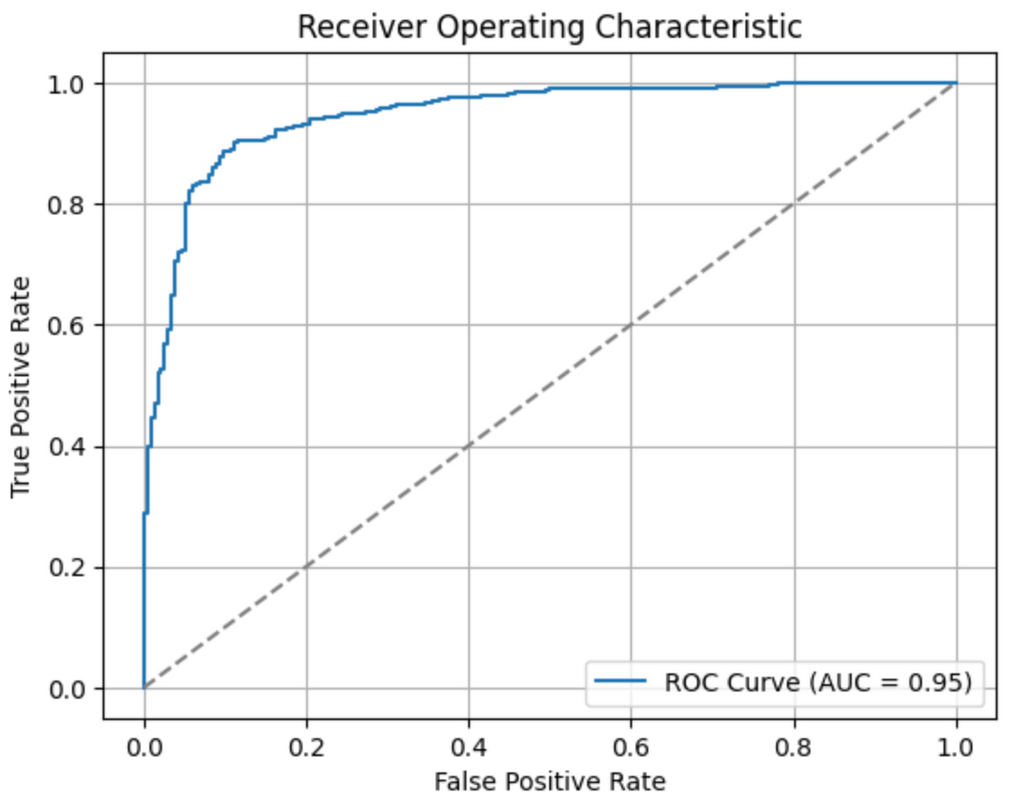 Receiver Operating Characteristic
True Positive Rate
1.0
0.8
0.6
0.4
0.2
0.0
ROC Curve (AUC = 0.95)
0.0 0.2 0.4 0.6 0.8 1.0
False Positive Rate